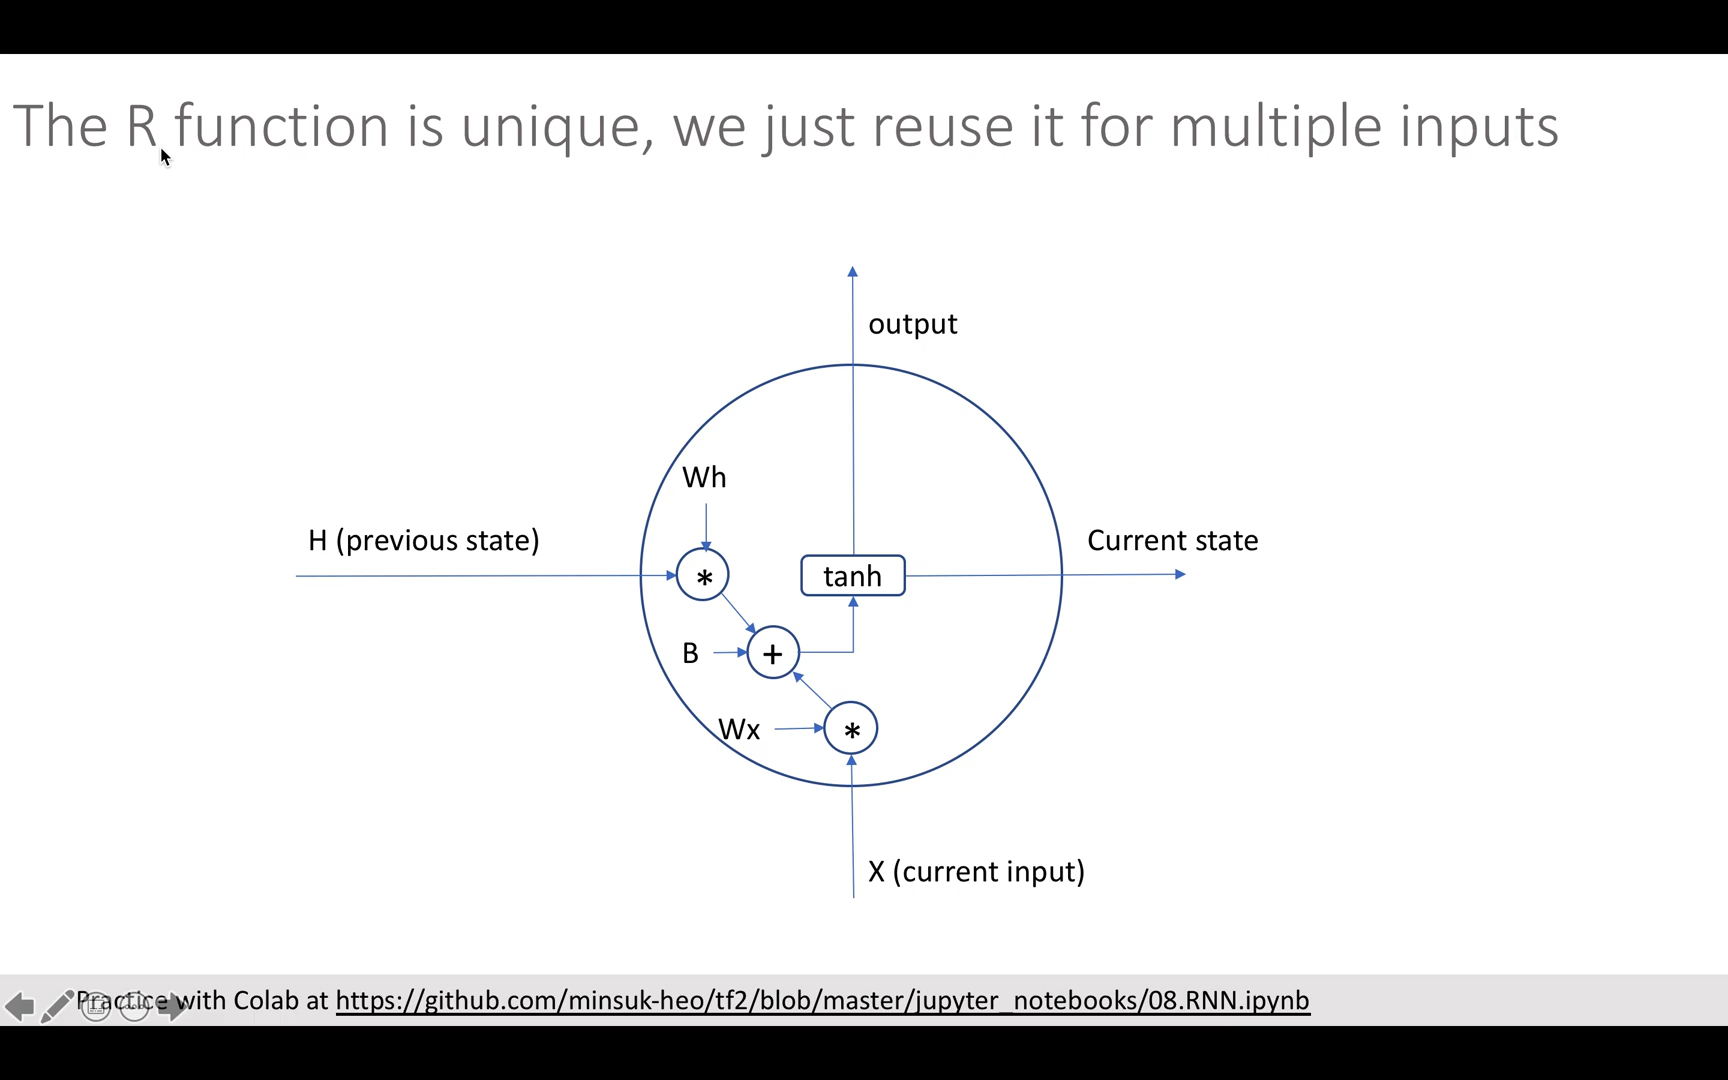 The R function is unique, we just reuse it for multiple inputs
output
Wh
H (previous state)
Current state
*
tanh
B
+
Wx
*
X (current input)
Practice with Colab at https://github.com/minsuk-heo/tf2/blob/master/jupyter_notebooks/08.RNN.ipynb